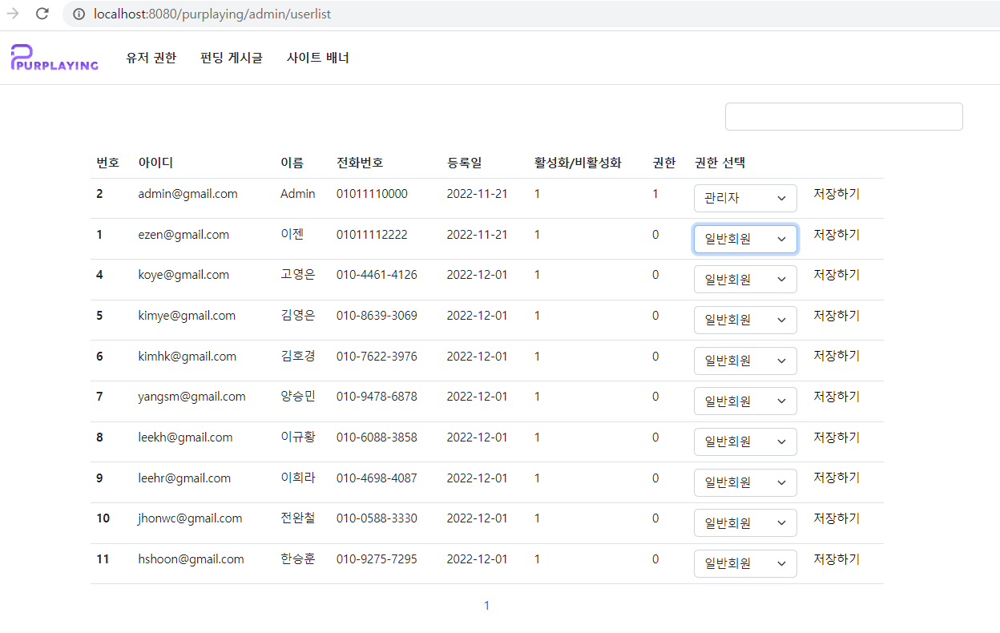 localhost:8080/purplaying/admin/userlist
PURPLAYING 유저 권한 펀딩 게시글 사이트 배너
번호 아이디 이름 전화번호 등록일 활성화/비활성화 권한 권한 선택
2 admin@gmail.com Admin 01011110000 2022-11-21 1 1 관리자 저장하기
1 ezen@gmail.com 이젠 01011112222 2022-11-21 1 0 일반회원 저장하기
4 koye@gmail.com 고영은 010-4461-4126 2022-12-01 1 0 일반회원 저장하기
5 kimye@gmail.com 김영은 010-8639-3069 2022-12-01 1 0 일반회원 저장하기
6 kimhk@gmail.com 김호경 010-7622-3976 2022-12-01 1 0 일반회원 저장하기
7 yangsm@gmail.com 양승민 010-9478-6878 2022-12-01 1 0 일반회원 저장하기
8 leekh@gmail.com 이규황 010-6088-3858 2022-12-01 1 0 일반회원 저장하기
9 leehr@gmail.com 이희라 010-4698-4087 2022-12-01 1 0 일반회원 저장하기
10 jhonwc@gmail.com 전완철 010-0588-3330 2022-12-01 1 0 일반회원 저장하기
11 hshoon@gmail.com 한승훈 010-9275-7295 2022-12-01 1 0 일반회원 저장하기
1